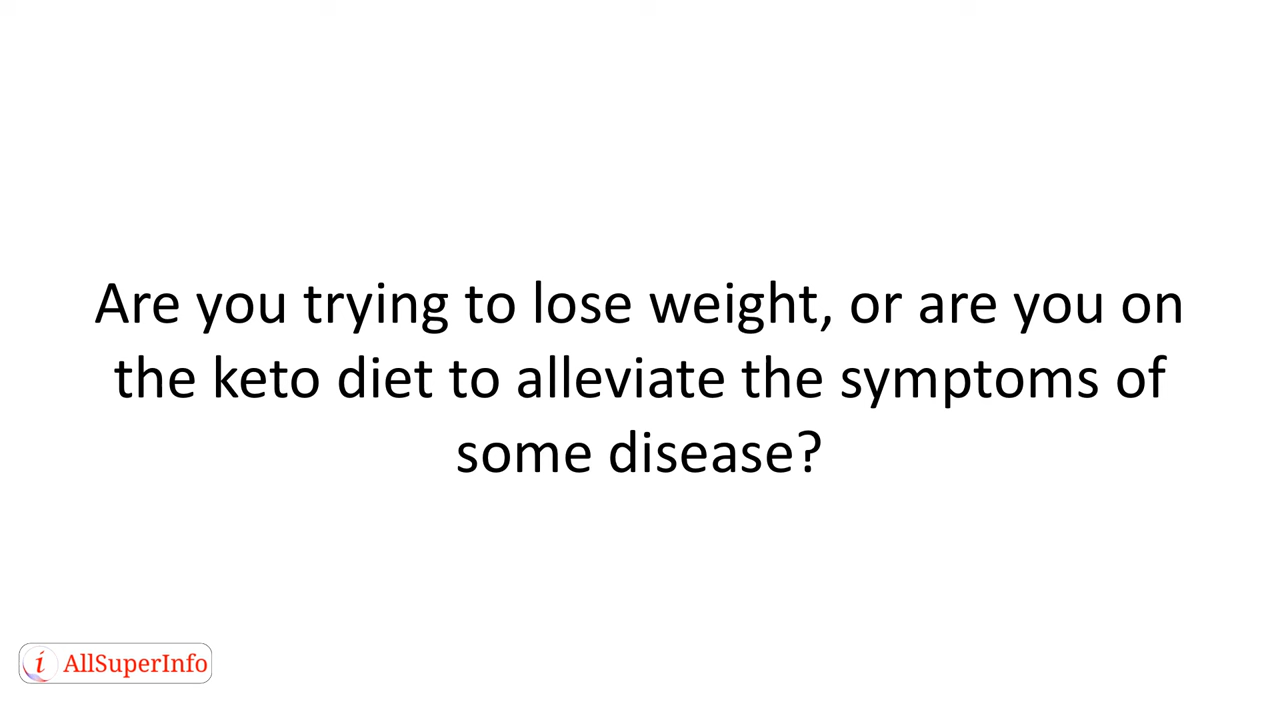 Are you trying to lose weight, or are you on
the keto diet to alleviate the symptoms of
some disease?
i AllSuperInfo